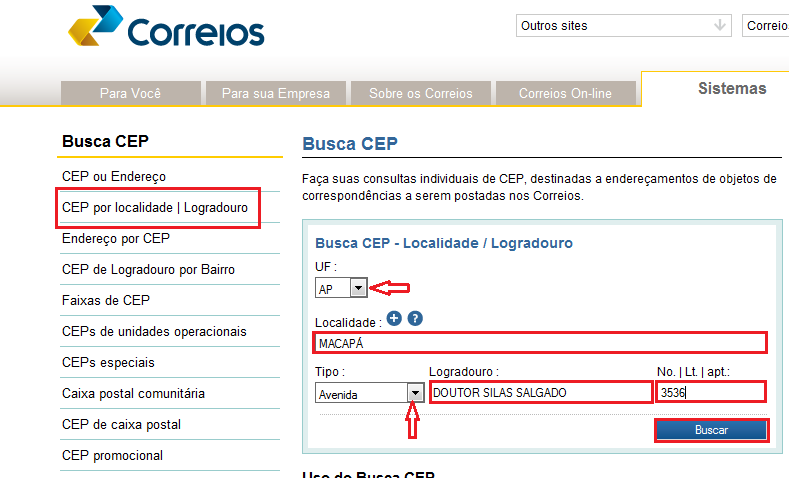 Correios
Outros sites
Correio
Para Você
Para sua Empresa
Sobre os Correios
Correios On-line
Sistemas
Busca CEP
CEP ou Endereço
CEP por localidade | Logradouro
Endereço por CEP
CEP de Logradouro por Bairro
Faixas de CEP
CEPs de unidades operacionais
CEPs especiais
Caixa postal comunitária
CEP de caixa postal
CEP promocional
Busca CEP
Faça suas consultas individuais de CEP, destinadas a endereçamentos de objetos de
correspondências a serem postadas nos Correios.
Busca CEP - Localidade / Logradouro
UF :
AP
Localidade :
MACAPÁ
Tipo : Logradouro : No. | Lt. | apt.:
Avenida DOUTOR SILAS SALGADO 3536
Buscar
Uso do Busca CEP